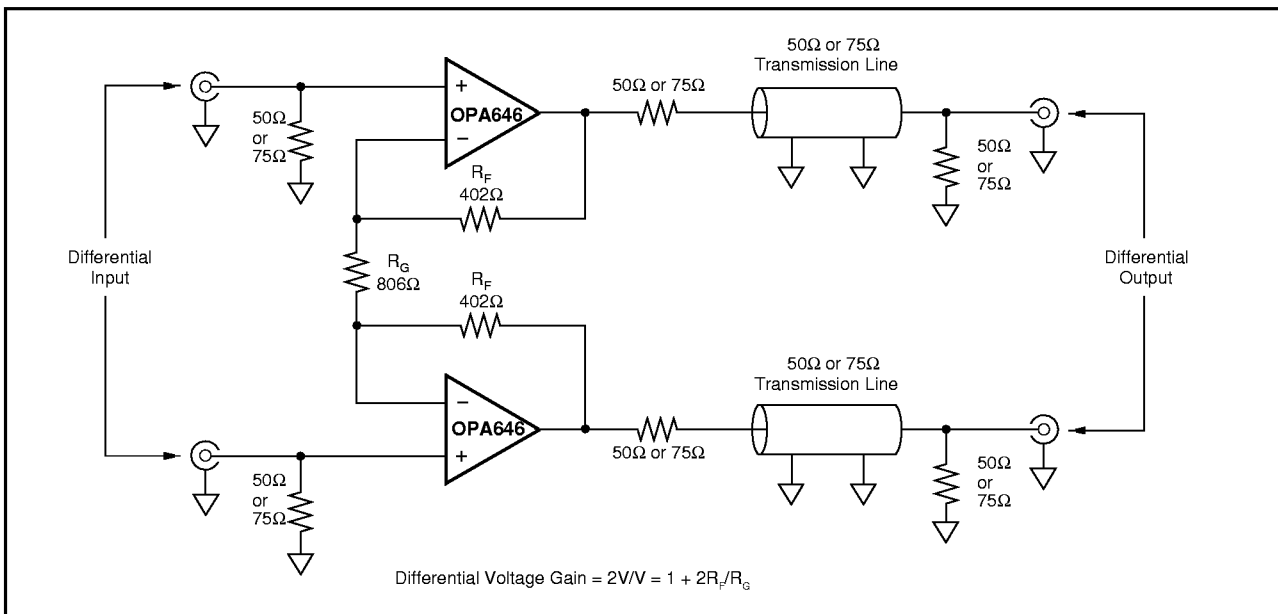 50Ω or 75Ω
Transmission Line
50Ω
or
75Ω
+
OPA646
−
50Ω or 75Ω
50Ω
or
75Ω
R_F
402Ω
Differential
Input
R_G
806Ω
R_F
402Ω
Differential
Output
50Ω or 75Ω
Transmission Line
−
OPA646
+
50Ω or 75Ω
50Ω
or
75Ω
50Ω
or
75Ω
Differential Voltage Gain = 2V/V = 1 + 2R_F/R_G